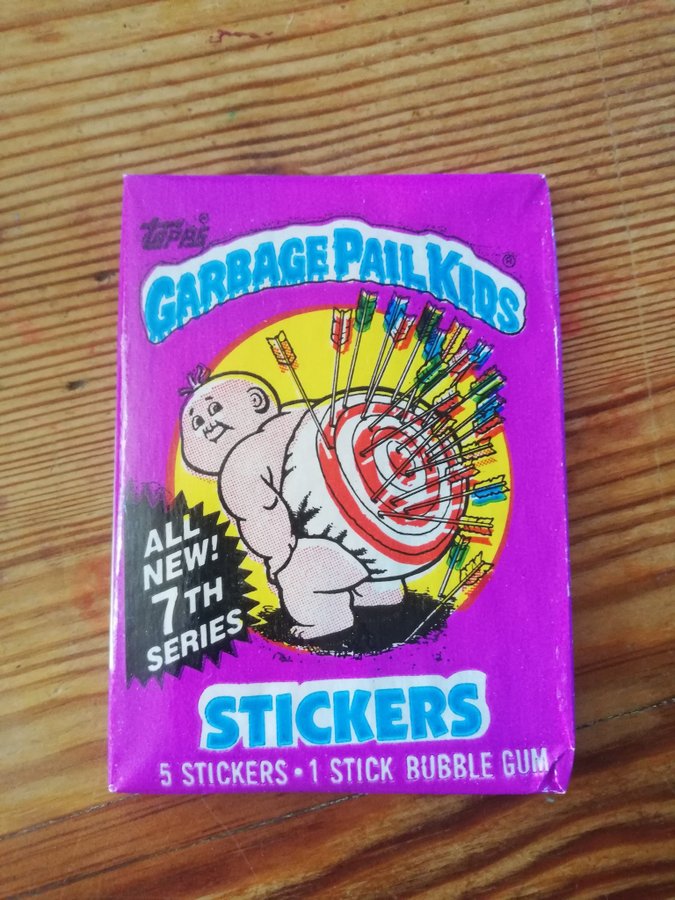 TOPPS®
GARBAGE PAIL KIDS®
ALL
NEW!
7TH
SERIES
STICKERS
5 STICKERS • 1 STICK BUBBLE GUM